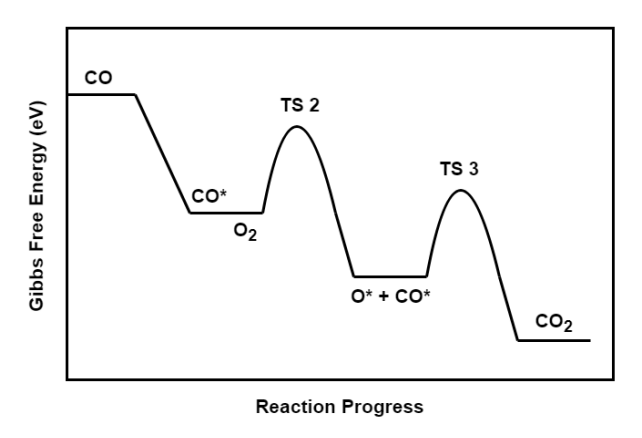 CO
TS 2
TS 3
CO*
O2
O* + CO*
CO2
Gibbs Free Energy (eV)
Reaction Progress